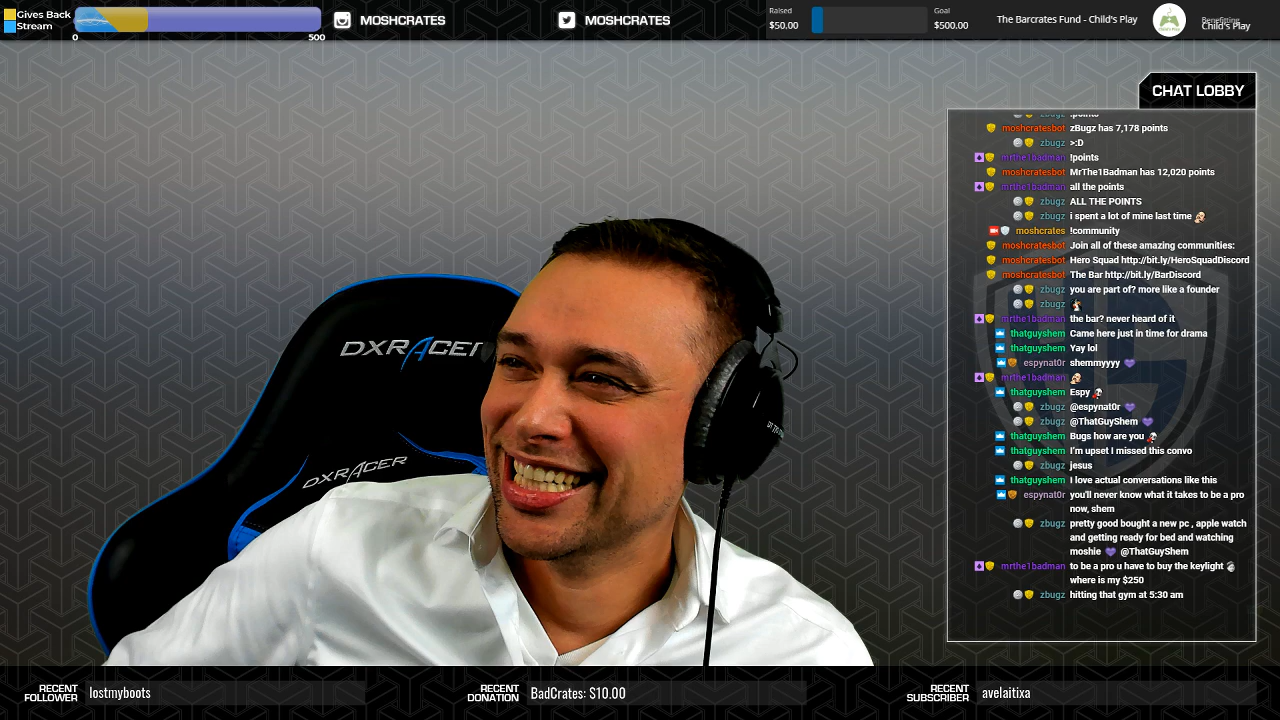 Gives Back
Stream
0
500
MOSHCRATES
MOSHCRATES
Raised
$50.00
Goal
$500.00
The Barcrates Fund - Child's Play
Benefitting
Child's Play
CHAT LOBBY
!points
moshcratesbot zBugz has 7,178 points
zbugz >:D
mrthe1badman !points
moshcratesbot MrThe1Badman has 12,020 points
mrthe1badman all the points
zbugz ALL THE POINTS
zbugz i spent a lot of mine last time
moshcrates !community
moshcratesbot Join all of these amazing communities:
moshcratesbot Hero Squad http://bit.ly/HeroSquadDiscord
moshcratesbot The Bar http://bit.ly/BarDiscord
zbugz you are part of? more like a founder
zbugz
mrthe1badman the bar? never heard of it
thatguyshem Came here just in time for drama
thatguyshem Yay lol
espynat0r shemmyyyy
mrthe1badman
thatguyshem Espy
zbugz @espynat0r
zbugz @ThatGuyShem
thatguyshem Bugs how are you
thatguyshem I'm upset I missed this convo
zbugz jesus
thatguyshem I love actual conversations like this
espynat0r you'll never know what it takes to be a pro
now, shem
zbugz pretty good bought a new pc , apple watch
and getting ready for bed and watching
moshie @ThatGuyShem
mrthe1badman to be a pro u have to buy the keylight
where is my $250
zbugz hitting that gym at 5:30 am
DXRACER
DXRACER
RECENT
FOLLOWER
lostmyboots
RECENT
DONATION
BadCrates: $10.00
RECENT
SUBSCRIBER
avelaitixa